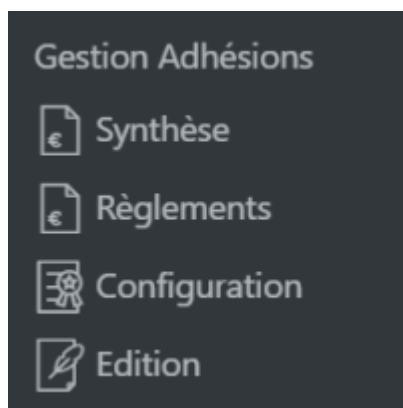 Gestion Adhésions
€ Synthèse
€ Règlements
Configuration
Edition